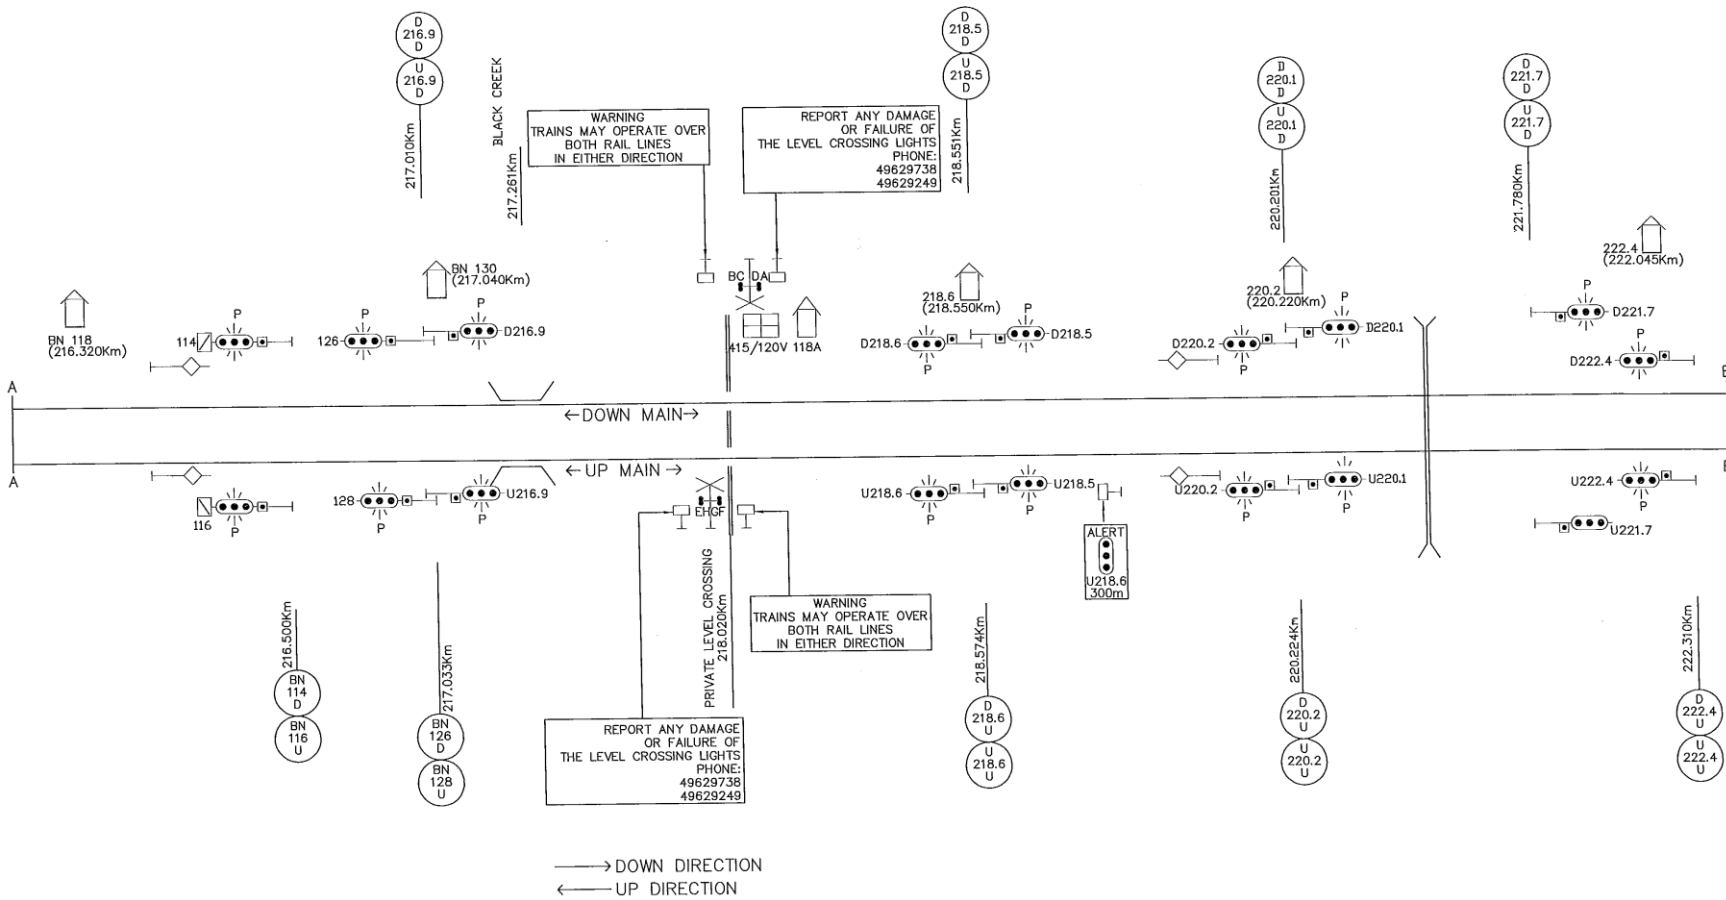 D
216.9
D
U
216.9
D
217.010Km
BLACK CREEK
217.261Km
WARNING
TRAINS MAY OPERATE OVER
BOTH RAIL LINES
IN EITHER DIRECTION
REPORT ANY DAMAGE
OR FAILURE OF
THE LEVEL CROSSING LIGHTS
PHONE:
49629738
49629249
D
218.5
D
U
218.5
D
218.551Km
D
220.1
D
U
220.1
D
220.201Km
D
221.7
D
U
221.7
D
221.780Km
BN 118
(216.320Km)
P
114
P
126
BN 130
(217.040Km)
P
D216.9
BC DA
415/120V
118A
218.6
(218.550Km)
D218.6
P
P
D218.5
220.2
(220.220Km)
D220.2
P
P
D220.1
222.4
(222.045Km)
P
D221.7
D222.4
P
A
B
←DOWN MAIN→
A
←UP MAIN→
B
116
P
128
P
U216.9
EHGF
U218.6
P
U218.5
P
ALERT
U218.6
300m
U220.2
P
U220.1
P
U222.4
P
U221.7
216.500Km
BN
114
D
BN
116
U
217.033Km
BN
126
D
BN
128
U
PRIVATE LEVEL CROSSING
218.020Km
WARNING
TRAINS MAY OPERATE OVER
BOTH RAIL LINES
IN EITHER DIRECTION
REPORT ANY DAMAGE
OR FAILURE OF
THE LEVEL CROSSING LIGHTS
PHONE:
49629738
49629249
218.574Km
D
218.6
U
U
218.6
U
220.224Km
D
220.2
U
U
220.2
U
222.310Km
D
222.4
U
U
222.4
U
→ DOWN DIRECTION
← UP DIRECTION